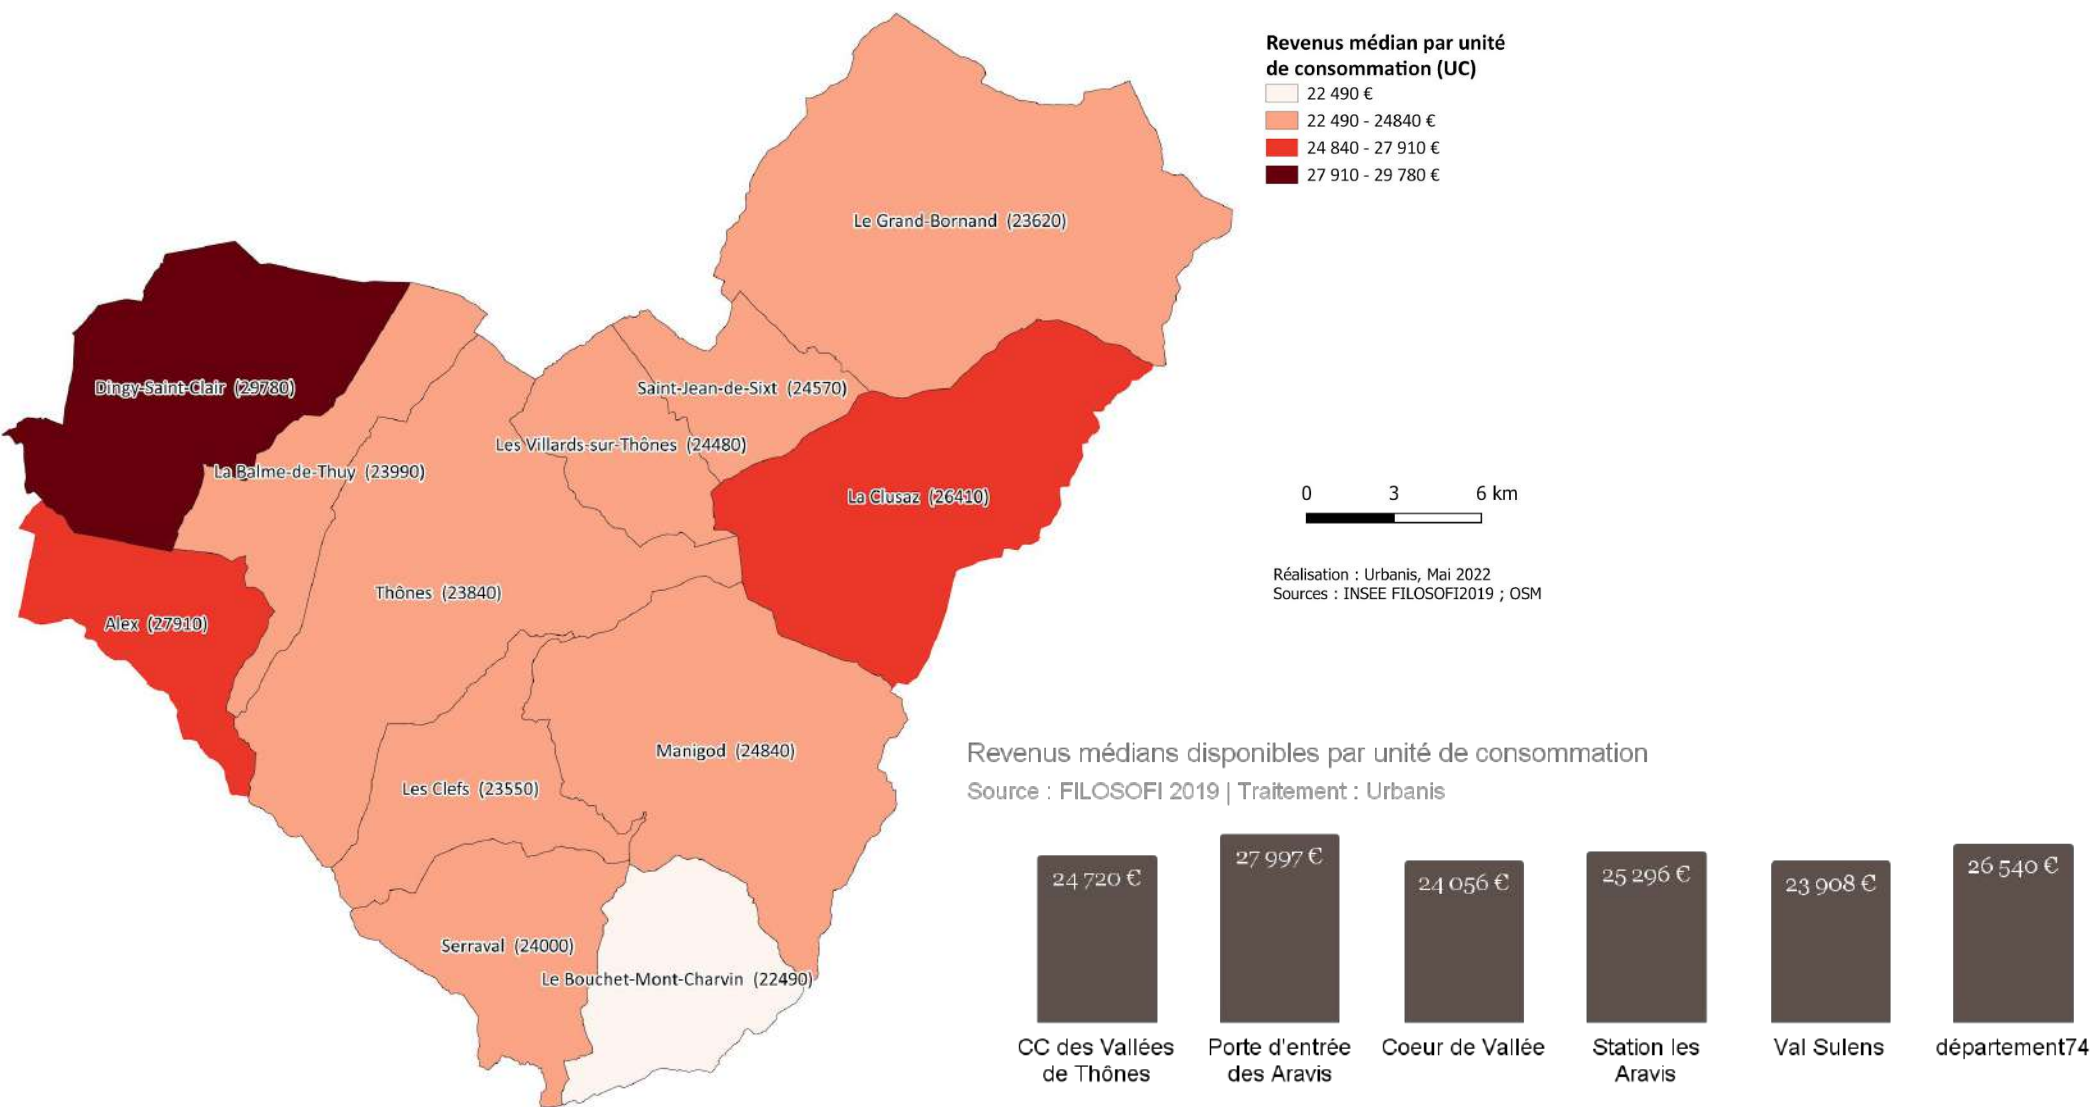 Revenus médian par unité
de consommation (UC)
22 490 €
22 490 - 24840 €
24 840 - 27 910 €
27 910 - 29 780 €
Le Grand-Bornand (23620)
Dingy-Saint-Clair (29780)
Saint-Jean-de-Sixt (24570)
Les Villards-sur-Thônes (24480)
La Balme-de-Thuy (23990)
La Clusaz (26410)
0 3 6 km
Thônes (23840)
Alex (27910)
Réalisation : Urbanis, Mai 2022
Sources : INSEE FILOSOFI2019 ; OSM
Manigod (24840)
Les Clefs (23550)
Serraval (24000)
Le Bouchet-Mont-Charvin (22490)
Revenus médians disponibles par unité de consommation
Source : FILOSOFI 2019 | Traitement : Urbanis
24 720 €
27 997 €
24 056 €
25 296 €
23 908 €
26 540 €
CC des Vallées
de Thônes
Porte d'entrée
des Aravis
Coeur de Vallée
Station les
Aravis
Val Sulens
département74